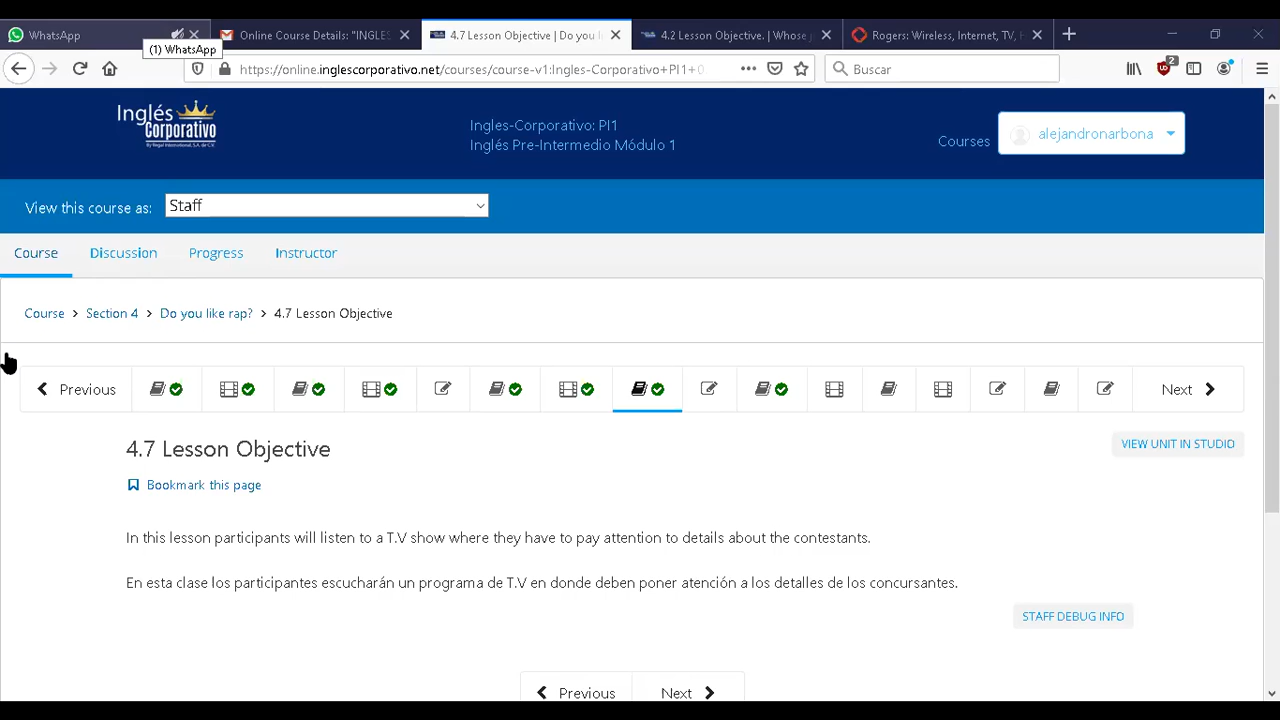 WhatsApp
Online Course Details: "INGLES
4.7 Lesson Objective | Do you l
4.2 Lesson Objective. | Whose j
Rogers: Wireless, Internet, TV, H
(1) WhatsApp
https://online.inglescorporativo.net/courses/course-v1:Ingles-Corporativo+PI1+0
Buscar
2
Inglés
Corporativo
By Regal International, S.A. de C.V.
Ingles-Corporativo: PI1
Inglés Pre-Intermedio Módulo 1
Courses
alejandronarbona
View this course as:
Staff
Course
Discussion
Progress
Instructor
Course > Section 4 > Do you like rap? > 4.7 Lesson Objective
Previous
Next
4.7 Lesson Objective
VIEW UNIT IN STUDIO
Bookmark this page
In this lesson participants will listen to a T.V show where they have to pay attention to details about the contestants.
En esta clase los participantes escucharán un programa de T.V en donde deben poner atención a los detalles de los concursantes.
STAFF DEBUG INFO
Previous
Next